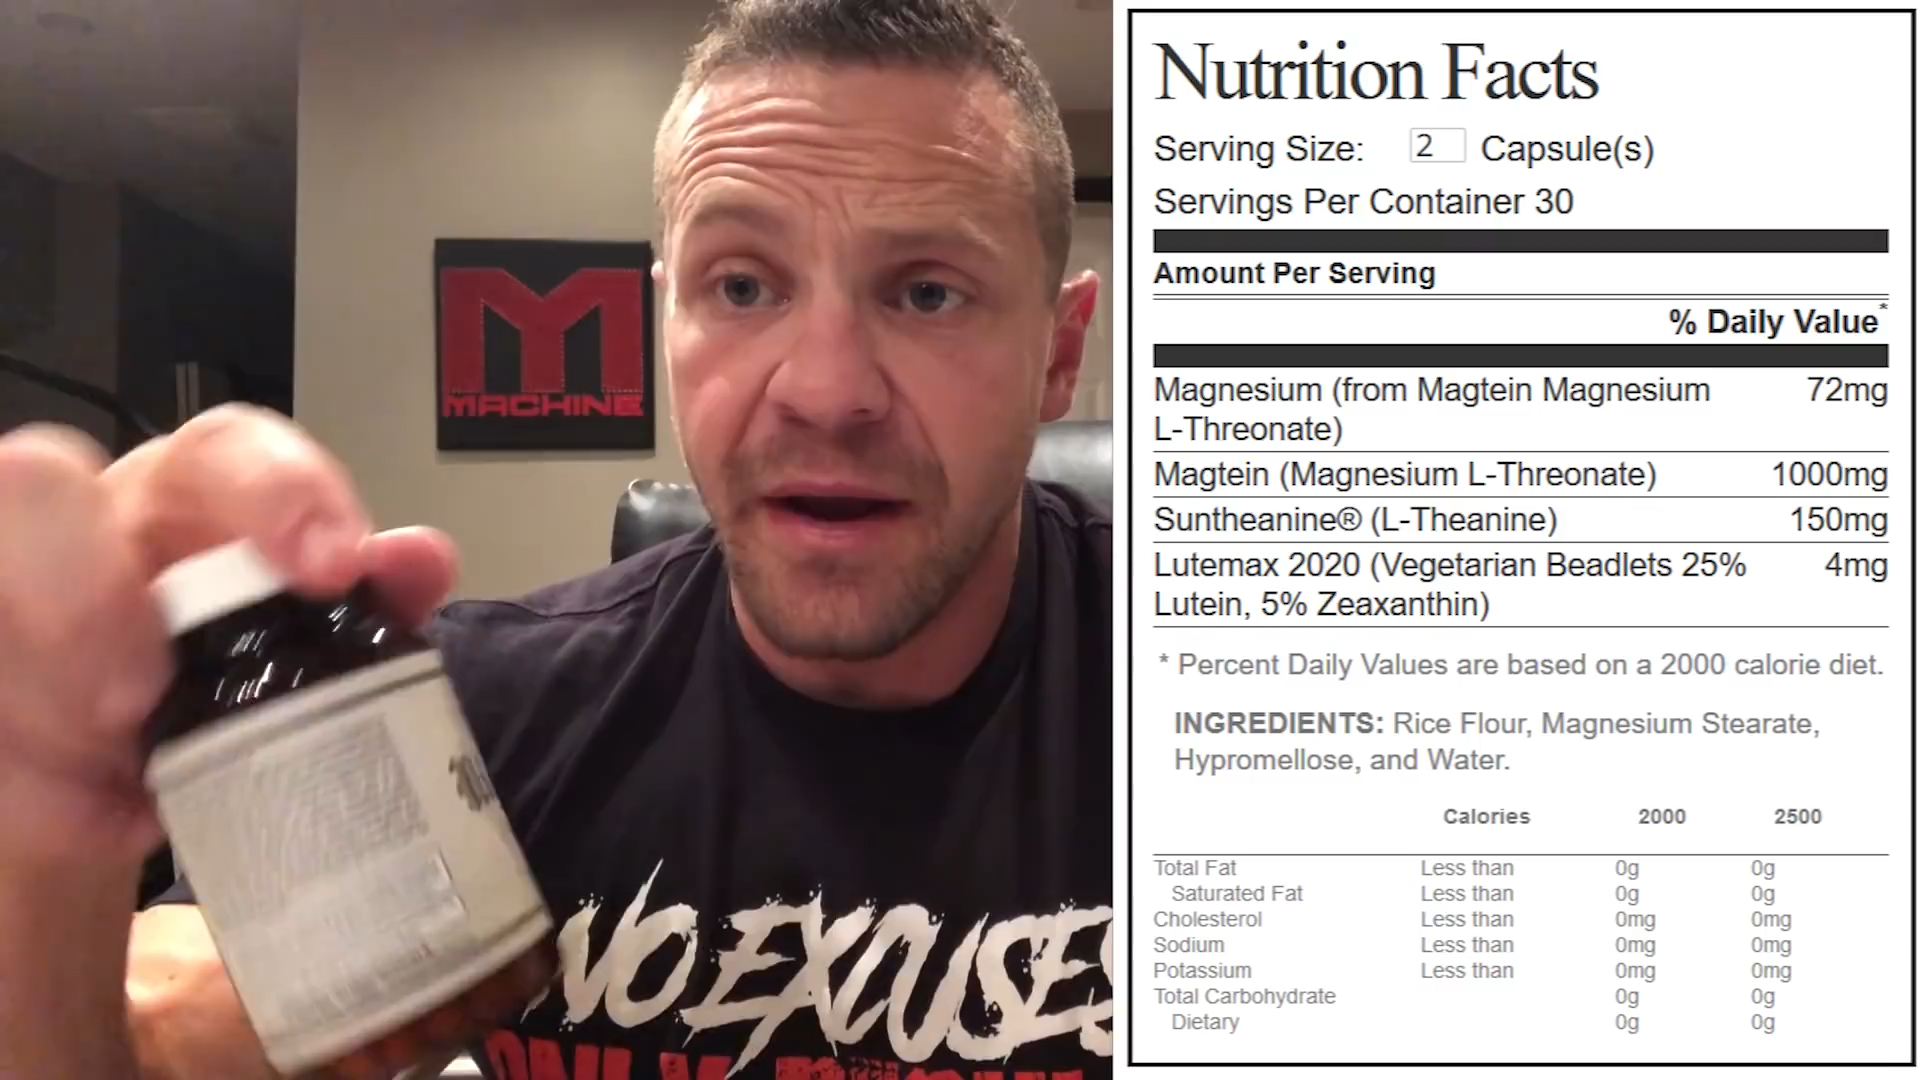 MACHINE
NO EXCUSES
Nutrition Facts
Serving Size: 2 Capsule(s)
Servings Per Container 30
Amount Per Serving
% Daily Value*
Magnesium (from Magtein Magnesium 72mg
L-Threonate)
Magtein (Magnesium L-Threonate) 1000mg
Suntheanine® (L-Theanine) 150mg
Lutemax 2020 (Vegetarian Beadlets 25% 4mg
Lutein, 5% Zeaxanthin)
* Percent Daily Values are based on a 2000 calorie diet.
INGREDIENTS: Rice Flour, Magnesium Stearate,
Hypromellose, and Water.
Calories 2000 2500
Total Fat Less than 0g 0g
Saturated Fat Less than 0g 0g
Cholesterol Less than 0mg 0mg
Sodium Less than 0mg 0mg
Potassium Less than 0mg 0mg
Total Carbohydrate 0g 0g
Dietary 0g 0g